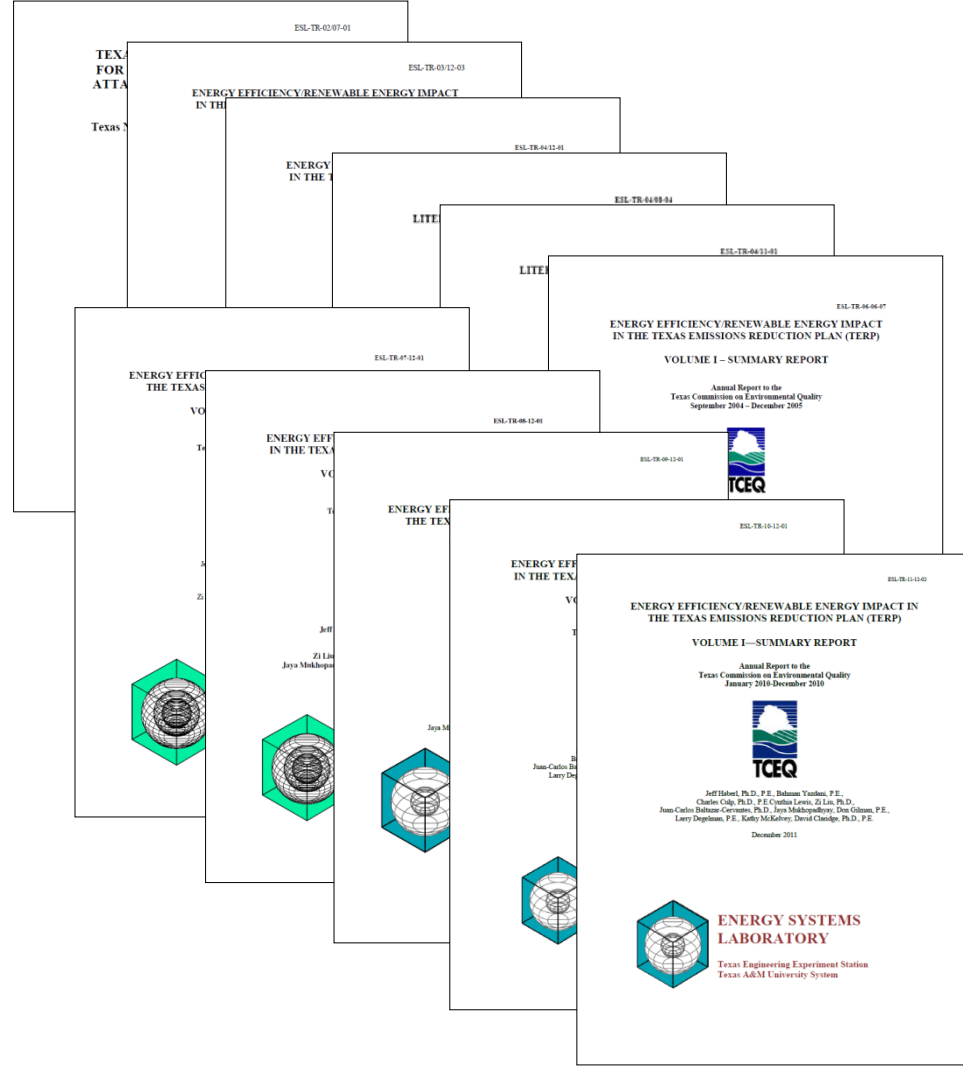 ESL-TR-02/07-01
TEXA
FOR
ATTA
Texas N
ESL-TR-03/12-03
ENERGY EFFICIENCY/RENEWABLE ENERGY IMPACT
IN TH
ESL-TR-04/12-01
ENERGY
IN THE T
ESL-TR-04/08-04
LITE
ESL-TR-04/11-01
LITE
ESL-TR-06-06-07
ENERGY EFFICIENCY/RENEWABLE ENERGY IMPACT
IN THE TEXAS EMISSIONS REDUCTION PLAN (TERP)
VOLUME I – SUMMARY REPORT
Annual Report to the
Texas Commission on Environmental Quality
September 2004 – December 2005
TCEQ
ESL-TR-07-12-01
ENERGY EFFIC
THE TEXAS
VO
Te
J
Zi
ESL-TR-08-12-01
ENERGY EFF
IN THE TEXA
VO
Te
Jeff
Zi Liu
Jaya Mukhopad
ESL-TR-09-12-01
ENERGY EF
THE TEX
Jaya M
ESL-TR-10-12-01
ENERGY EFF
IN THE TEXA
VO
T
B
Juan-Carlos Ba
Larry Deg
ESL-TR-11-12-02
ENERGY EFFICIENCY/RENEWABLE ENERGY IMPACT IN
THE TEXAS EMISSIONS REDUCTION PLAN (TERP)
VOLUME I—SUMMARY REPORT
Annual Report to the
Texas Commission on Environmental Quality
January 2010-December 2010
TCEQ
Jeff Haberl, Ph.D., P.E., Bahman Yazdani, P.E.,
Charles Culp, Ph.D., P.E.Cynthia Lewis, Zi Liu, Ph.D.,
Juan-Carlos Baltazar-Cervantes, Ph.D., Jaya Mukhopadhyay, Don Gilman, P.E.,
Larry Degelman, P.E., Kathy McKelvey, David Claridge, Ph.D., P.E.
December 2011
ENERGY SYSTEMS
LABORATORY
Texas Engineering Experiment Station
Texas A&M University System